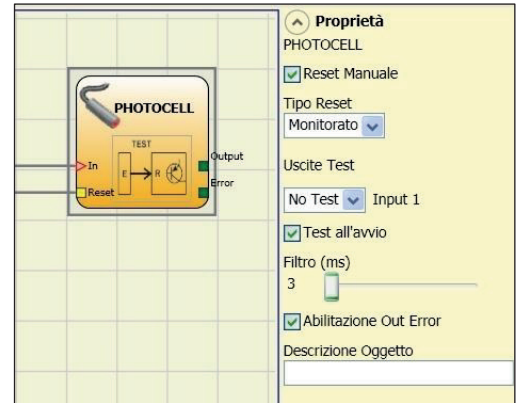 PHOTOCELL
TEST
In
E
R
Output
Reset
Error
Proprietà
PHOTOCELL
Reset Manuale
Tipo Reset
Monitorato
Uscite Test
No Test Input 1
Test all'avvio
Filtro (ms)
3
Abilitazione Out Error
Descrizione Oggetto